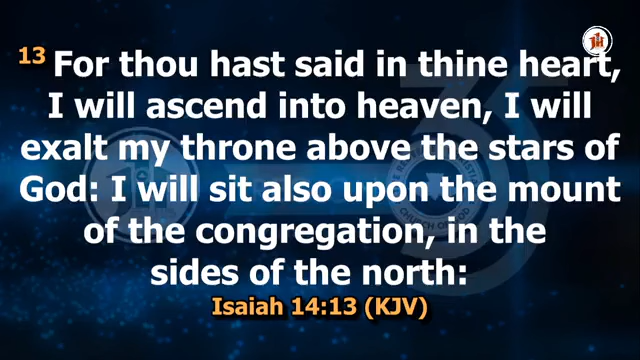 13 For thou hast said in thine heart,
I will ascend into heaven, I will
exalt my throne above the stars of
God: I will sit also upon the mount
of the congregation, in the
sides of the north:
Isaiah 14:13 (KJV)